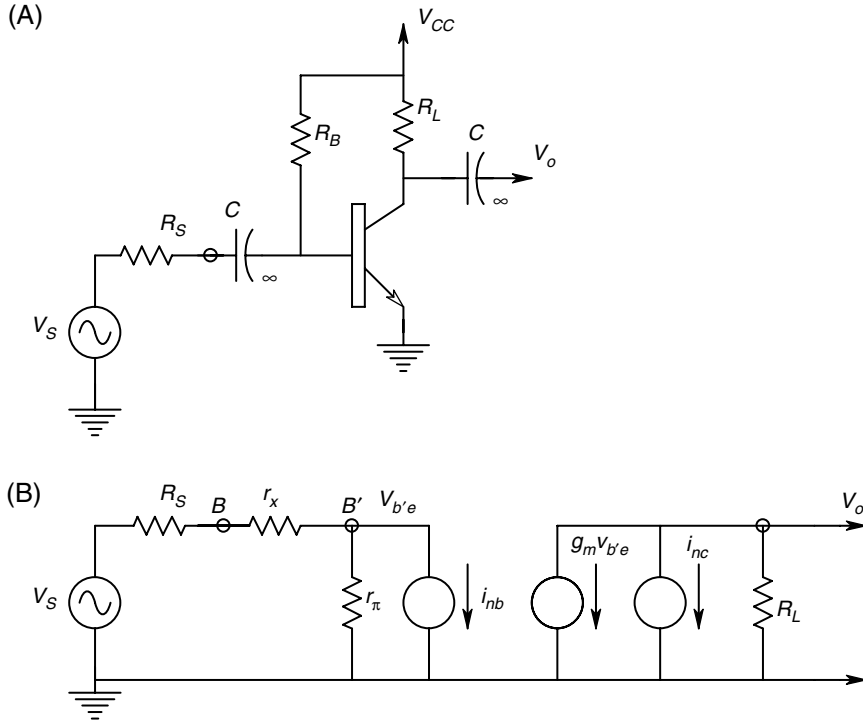 (A)
V_CC
R_L
R_B
C
V_o
∞
C
R_S
∞
V_S
(B)
R_S
B
r_x
B'
V_b'e
V_o
g_m v_b'e
i_nc
V_S
r_π
i_nb
R_L